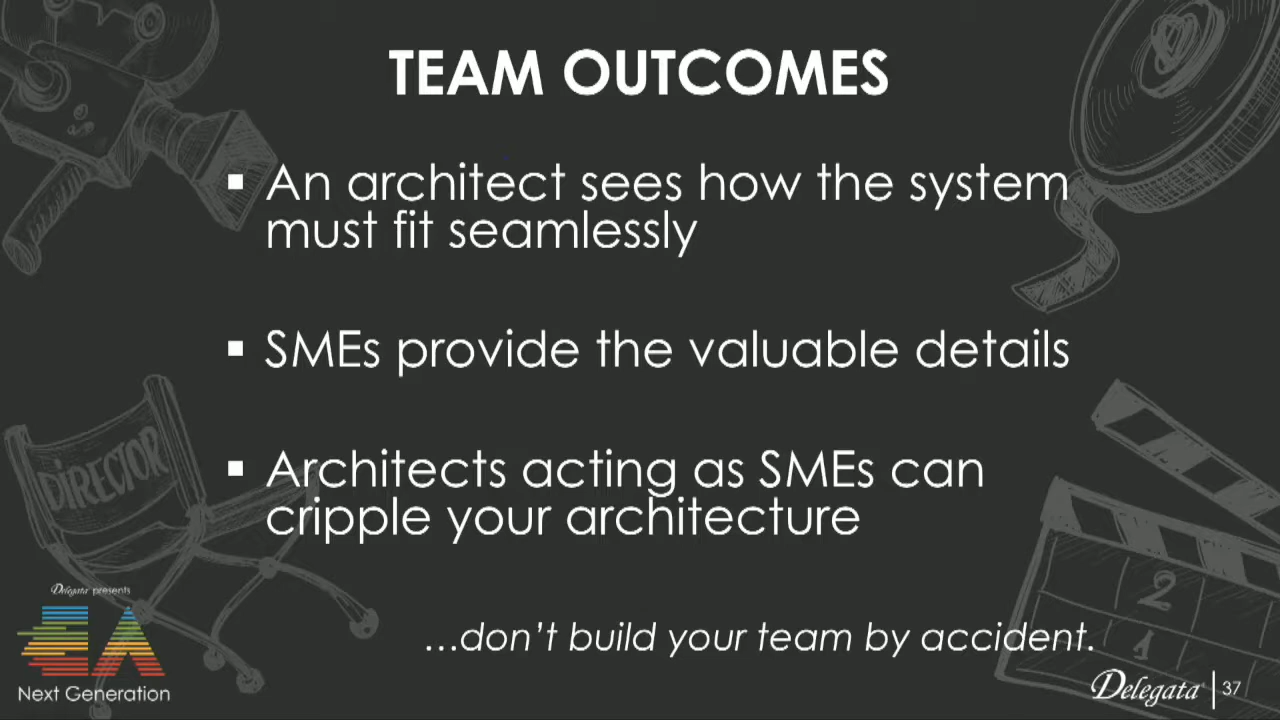 TEAM OUTCOMES
▪ An architect sees how the system
must fit seamlessly
▪ SMEs provide the valuable details
▪ Architects acting as SMEs can
cripple your architecture
DIRECTOR
2
1
...don't build your team by accident.
Delegata presents
EA
Next Generation
Delegata | 37